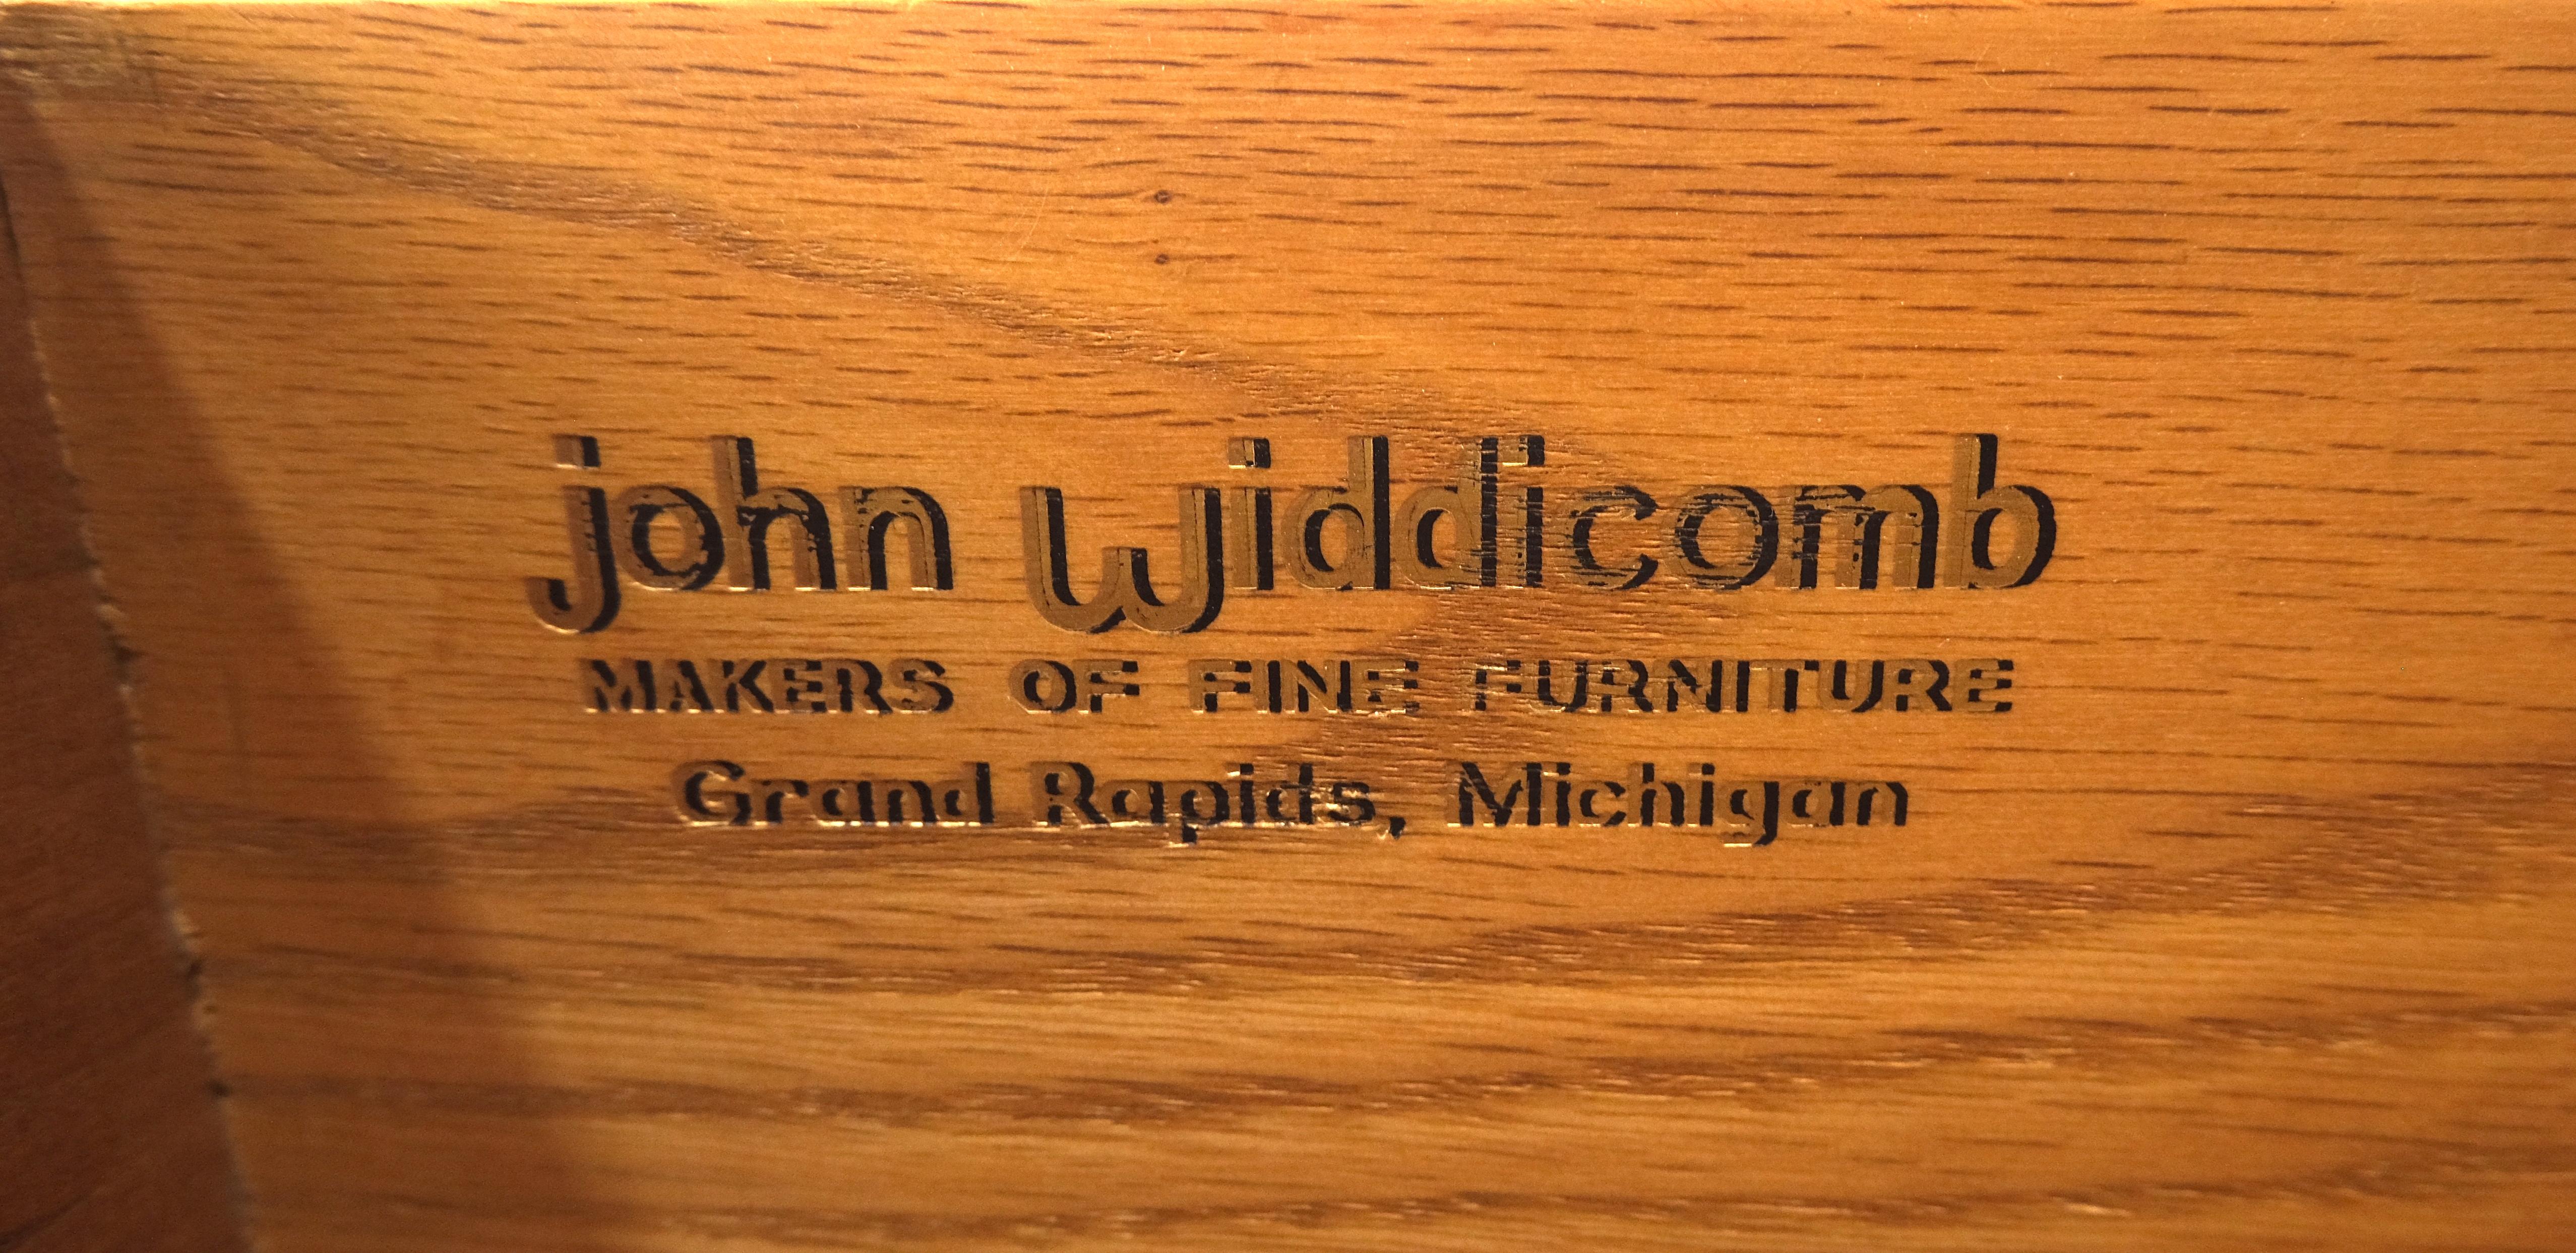 john widdicomb
MAKERS OF FINE FURNITURE
Grand Rapids, Michigan